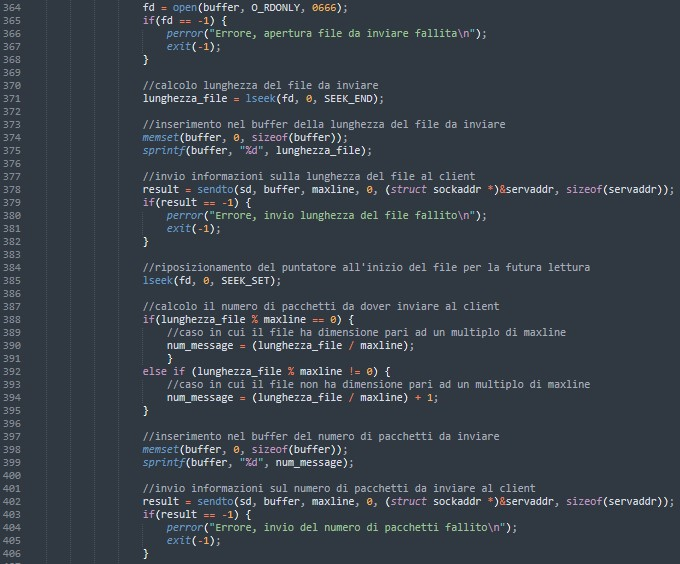 364 fd = open(buffer, O_RDONLY, 0666);
365 if(fd == -1) {
366 perror("Errore, apertura file da inviare fallita\n");
367 exit(-1);
368 }
369
370 //calcolo lunghezza del file da inviare
371 lunghezza_file = lseek(fd, 0, SEEK_END);
372
373 //inserimento nel buffer della lunghezza del file da inviare
374 memset(buffer, 0, sizeof(buffer));
375 sprintf(buffer, "%d", lunghezza_file);
376
377 //invio informazioni sulla lunghezza del file al client
378 result = sendto(sd, buffer, maxline, 0, (struct sockaddr *)&servaddr, sizeof(servaddr));
379 if(result == -1) {
380 perror("Errore, invio lunghezza del file fallito\n");
381 exit(-1);
382 }
383
384 //riposizionamento del puntatore all'inizio del file per la futura lettura
385 lseek(fd, 0, SEEK_SET);
386
387 //calcolo il numero di pacchetti da dover inviare al client
388 if(lunghezza_file % maxline == 0) {
389 //caso in cui il file ha dimensione pari ad un multiplo di maxline
390 num_message = (lunghezza_file / maxline);
391 }
392 else if (lunghezza_file % maxline != 0) {
393 //caso in cui il file non ha dimensione pari ad un multiplo di maxline
394 num_message = (lunghezza_file / maxline) + 1;
395 }
396
397 //inserimento nel buffer del numero di pacchetti da inviare
398 memset(buffer, 0, sizeof(buffer));
399 sprintf(buffer, "%d", num_message);
400
401 //invio informazioni sul numero di pacchetti da inviare al client
402 result = sendto(sd, buffer, maxline, 0, (struct sockaddr *)&servaddr, sizeof(servaddr));
403 if(result == -1) {
404 perror("Errore, invio del numero di pacchetti fallito\n");
405 exit(-1);
406 }